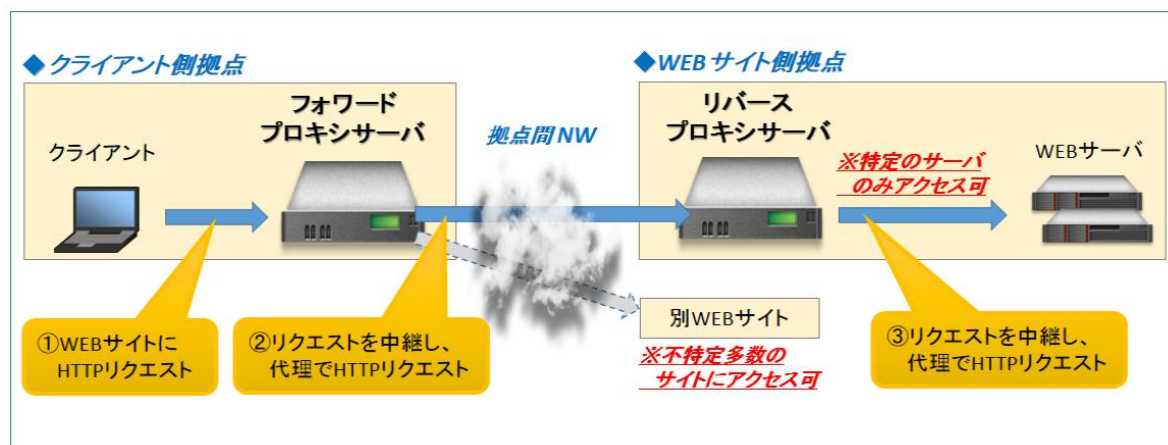 ◆クライアント側拠点
フォワード
プロキシサーバ
クライアント
拠点間NW
◆WEBサイト側拠点
リバース
プロキシサーバ
※特定のサーバ
のみアクセス可
WEBサーバ
①WEBサイトに
HTTPリクエスト
②リクエストを中継し、
代理でHTTPリクエスト
別WEBサイト
※不特定多数の
サイトにアクセス可
③リクエストを中継し、
代理でHTTPリクエスト